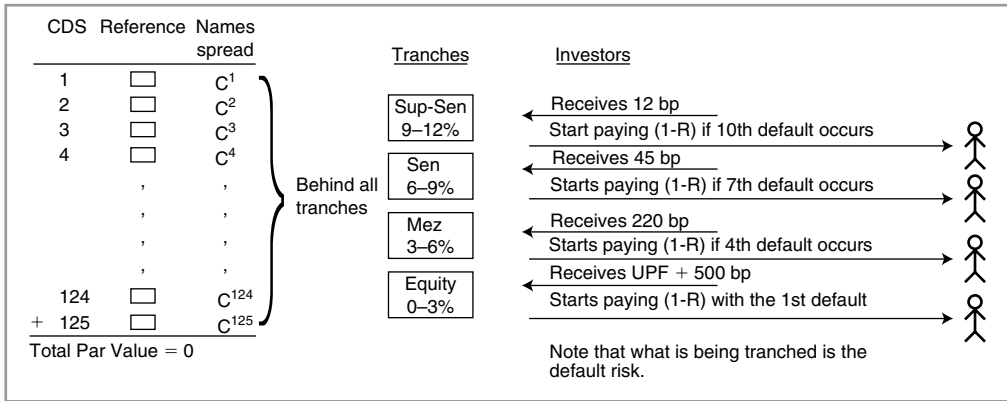 CDS Reference Names spread
1 C¹
2 C²
3 C³
4 C⁴
, ,
, ,
, ,
, ,
124 C¹²⁴
+ 125 C¹²⁵
Total Par Value = 0
Behind all
tranches
Tranches
Sup-Sen
9–12%
Sen
6–9%
Mez
3–6%
Equity
0–3%
Investors
Receives 12 bp
Start paying (1-R) if 10th default occurs
Receives 45 bp
Starts paying (1-R) if 7th default occurs
Receives 220 bp
Starts paying (1-R) if 4th default occurs
Receives UPF + 500 bp
Starts paying (1-R) with the 1st default
Note that what is being tranched is the
default risk.